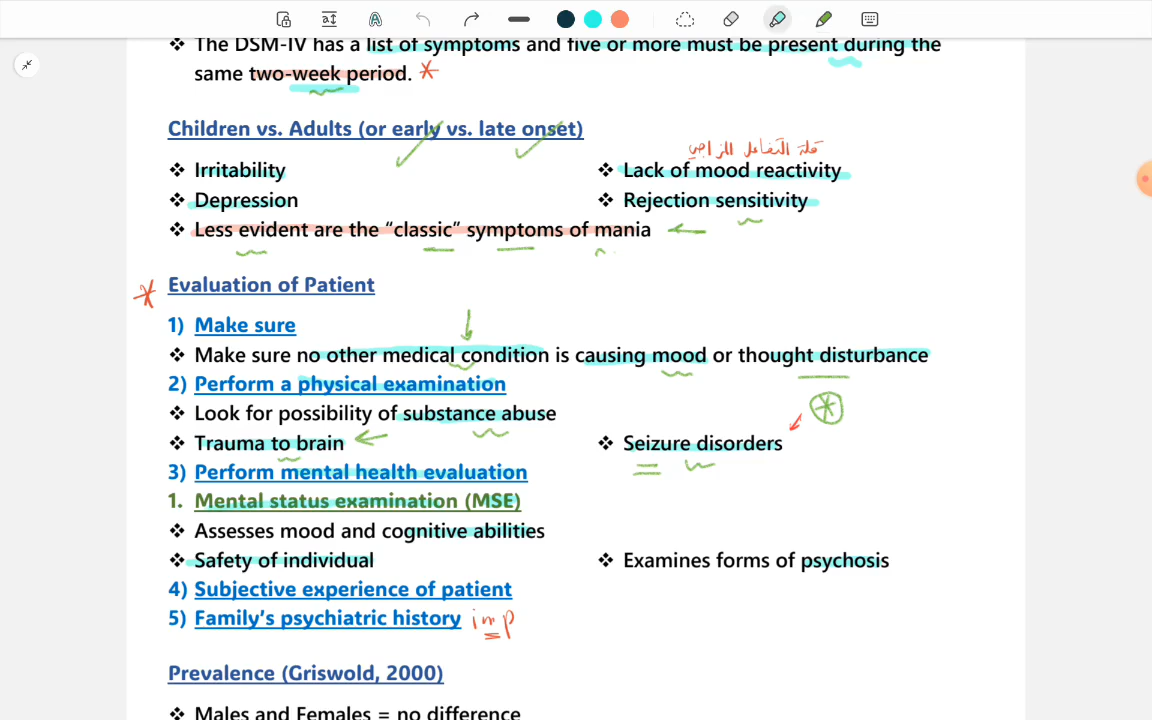 ❖ The DSM-IV has a list of symptoms and five or more must be present during the
same two-week period. *
Children vs. Adults (or early vs. late onset)
قلة التفاعل المزاجي
❖ Irritability ❖ Lack of mood reactivity
❖ Depression ❖ Rejection sensitivity
❖ Less evident are the “classic” symptoms of mania
* Evaluation of Patient
1) Make sure
❖ Make sure no other medical condition is causing mood or thought disturbance
2) Perform a physical examination
❖ Look for possibility of substance abuse
❖ Trauma to brain ❖ Seizure disorders
3) Perform mental health evaluation
1. Mental status examination (MSE)
❖ Assesses mood and cognitive abilities
❖ Safety of individual ❖ Examines forms of psychosis
4) Subjective experience of patient
5) Family’s psychiatric history imp
Prevalence (Griswold, 2000)
❖ Males and Females = no difference